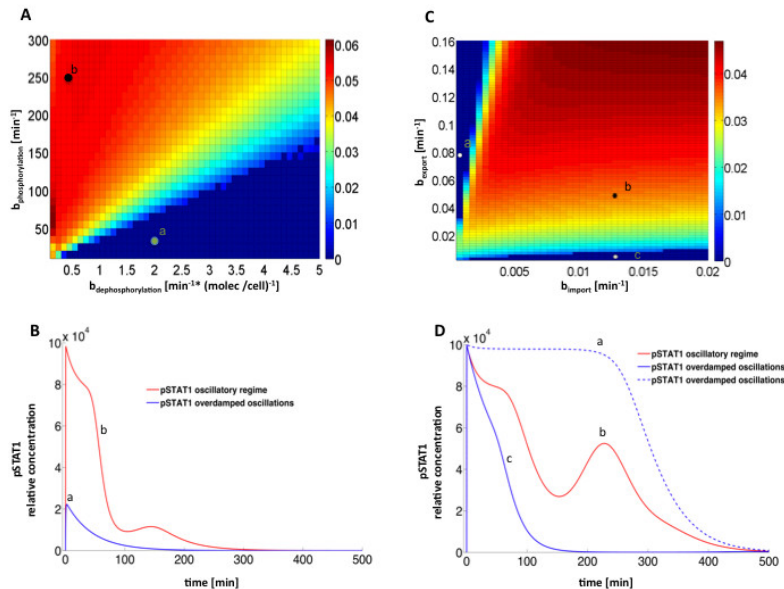 A
300
250
200
150
100
50
b_phosphorylation
[min⁻¹]
b
a
0.5 1 1.5 2 2.5 3 3.5 4 4.5 5
b_dephosphorylation [min⁻¹* (molec /cell)⁻¹]
0.06
0.05
0.04
0.03
0.02
0.01
0
C
0.16
0.14
0.12
0.1
0.08
0.06
0.04
0.02
b_export
[min⁻¹]
a
b
c
0.005 0.01 0.015 0.02
b_import [min⁻¹]
0.04
0.03
0.02
0.01
0
B
x 10⁴
10
8
6
4
2
0
pSTAT1
relative concentration
pSTAT1 oscillatory regime
pSTAT1 overdamped oscillations
b
a
0 100 200 300 400 500
time [min]
D
x 10⁴
10
8
6
4
2
0
pSTAT1
relative concentration
a
pSTAT1 oscillatory regime
pSTAT1 overdamped oscillations
pSTAT1 overdamped oscillations
b
c
0 100 200 300 400 500
time [min]